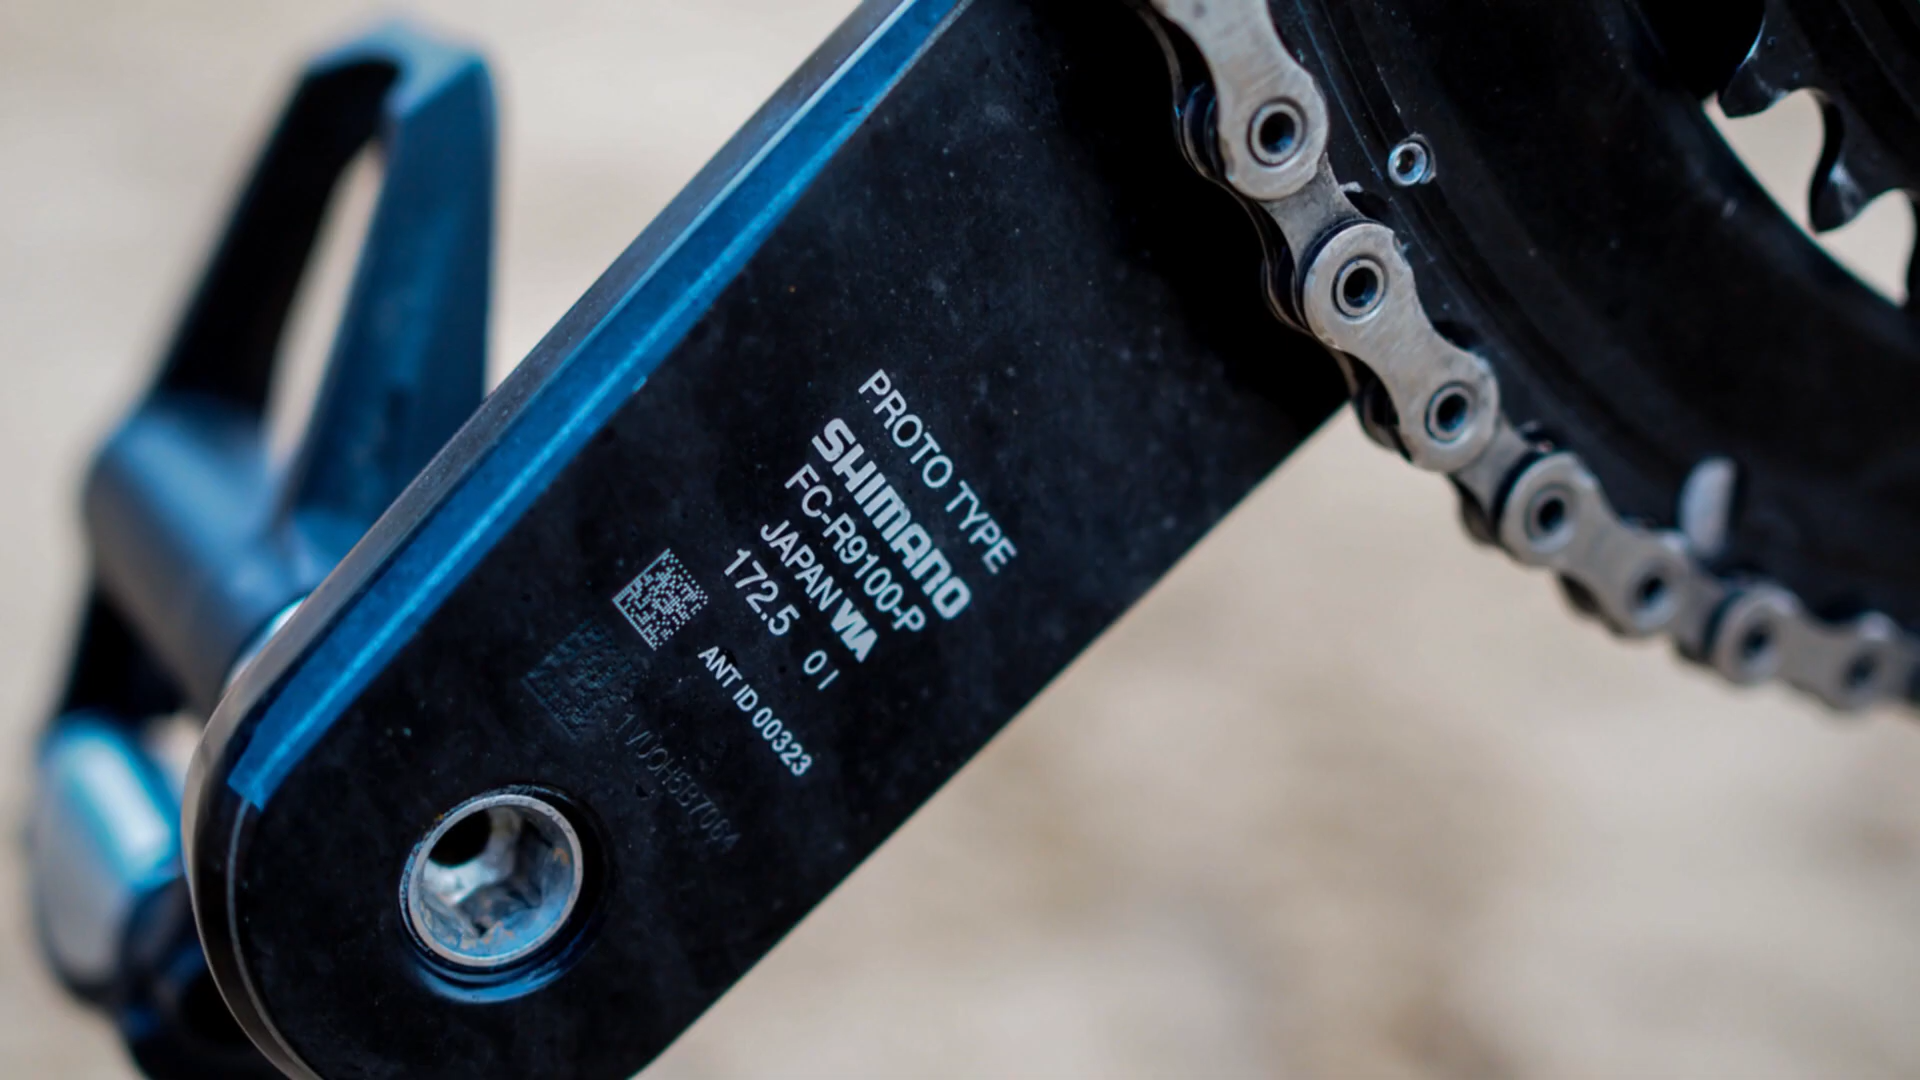 PROTO TYPE
SHIMANO
FC-R9100-P
JAPAN VIA
172.5 01
ANT ID 00323